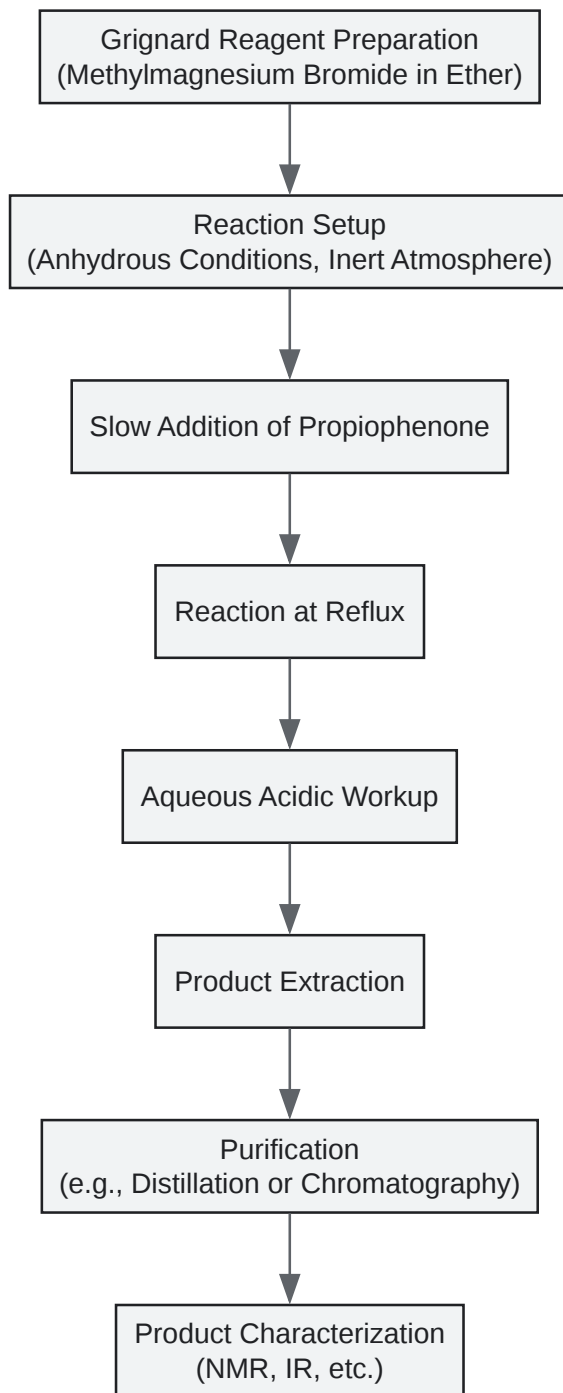 Grignard Reagent Preparation
(Methylmagnesium Bromide in Ether)
Reaction Setup
(Anhydrous Conditions, Inert Atmosphere)
Slow Addition of Propiophenone
Reaction at Reflux
Aqueous Acidic Workup
Product Extraction
Purification
(e.g., Distillation or Chromatography)
Product Characterization
(NMR, IR, etc.)